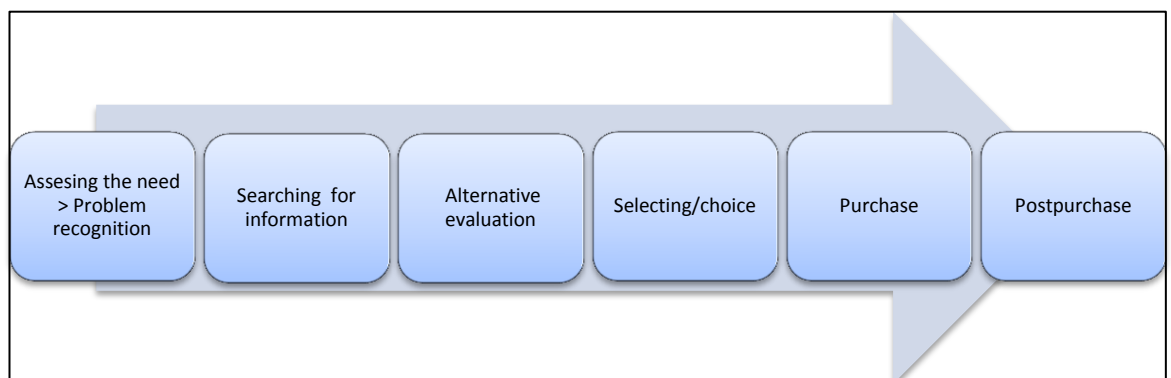 Assesing the need
> Problem
recognition
Searching for
information
Alternative
evaluation
Selecting/choice
Purchase
Postpurchase